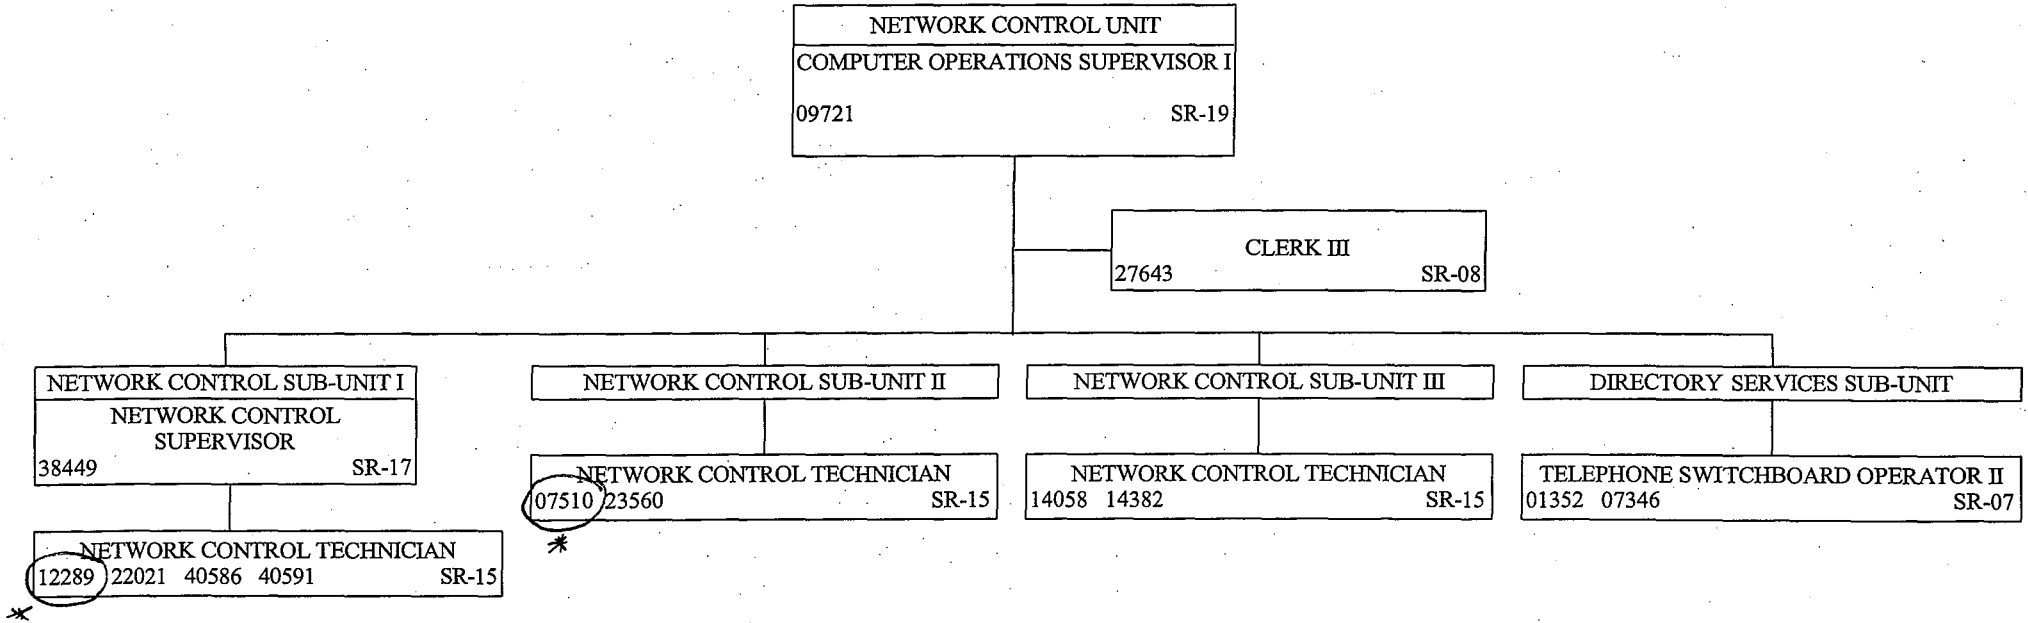 NETWORK CONTROL UNIT
COMPUTER OPERATIONS SUPERVISOR I
09721 SR-19
CLERK III
27643 SR-08
NETWORK CONTROL SUB-UNIT I
NETWORK CONTROL
SUPERVISOR
38449 SR-17
NETWORK CONTROL TECHNICIAN
12289 22021 40586 40591 SR-15
*
NETWORK CONTROL SUB-UNIT II
NETWORK CONTROL TECHNICIAN
07510 23560 SR-15
*
NETWORK CONTROL SUB-UNIT III
NETWORK CONTROL TECHNICIAN
14058 14382 SR-15
DIRECTORY SERVICES SUB-UNIT
TELEPHONE SWITCHBOARD OPERATOR II
01352 07346 SR-07